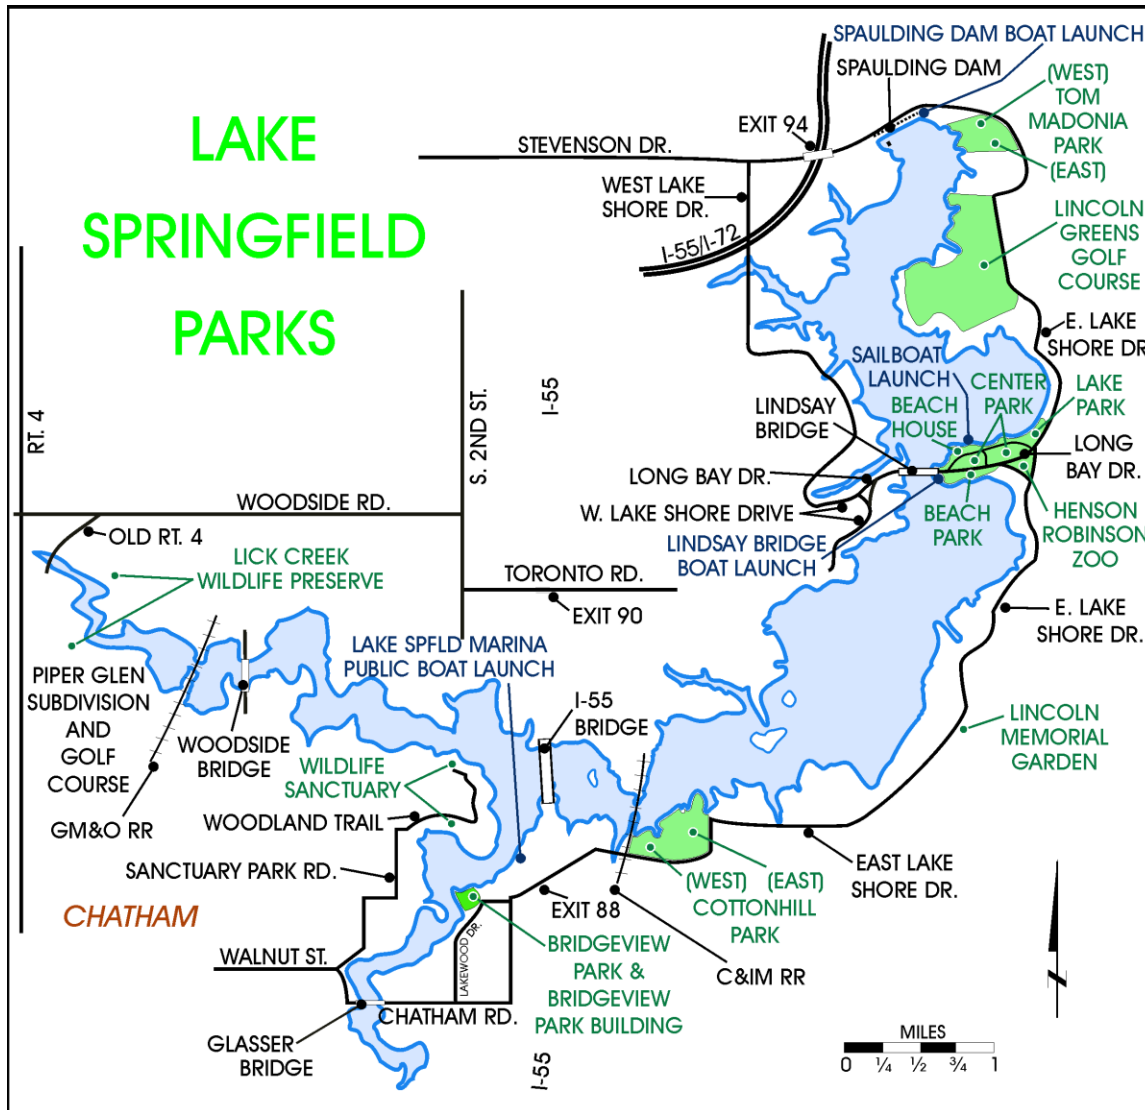 LAKE
SPRINGFIELD
PARKS
SPAULDING DAM BOAT LAUNCH
SPAULDING DAM
(WEST)
TOM
MADONIA
PARK
(EAST)
EXIT 94
STEVENSON DR.
WEST LAKE
SHORE DR.
I-55/I-72
LINCOLN
GREENS
GOLF
COURSE
E. LAKE
SHORE DR
SAILBOAT
LAUNCH
CENTER
PARK
LAKE
PARK
BEACH
HOUSE
LINDSAY
BRIDGE
LONG
BAY DR.
LONG BAY DR.
W. LAKE SHORE DRIVE
BEACH
PARK
HENSON
ROBINSON
ZOO
LINDSAY BRIDGE
BOAT LAUNCH
RT. 4
S. 2ND ST.
I-55
WOODSIDE RD.
OLD RT. 4
LICK CREEK
WILDLIFE PRESERVE
TORONTO RD.
EXIT 90
E. LAKE
SHORE DR.
LAKE SPFLD MARINA
PUBLIC BOAT LAUNCH
PIPER GLEN
SUBDIVISION
AND
GOLF
COURSE
I-55
BRIDGE
LINCOLN
MEMORIAL
GARDEN
WOODSIDE
BRIDGE
WILDLIFE
SANCTUARY
GM&O RR
WOODLAND TRAIL
SANCTUARY PARK RD.
EAST LAKE
SHORE DR.
(WEST) (EAST)
COTTONHILL
PARK
EXIT 88
CHATHAM
LAKEWOOD DR.
BRIDGEVIEW
PARK &
BRIDGEVIEW
PARK BUILDING
WALNUT ST.
C&IM RR
CHATHAM RD.
GLASSER
BRIDGE
I-55
N
MILES
0 ¼ ½ ¾ 1